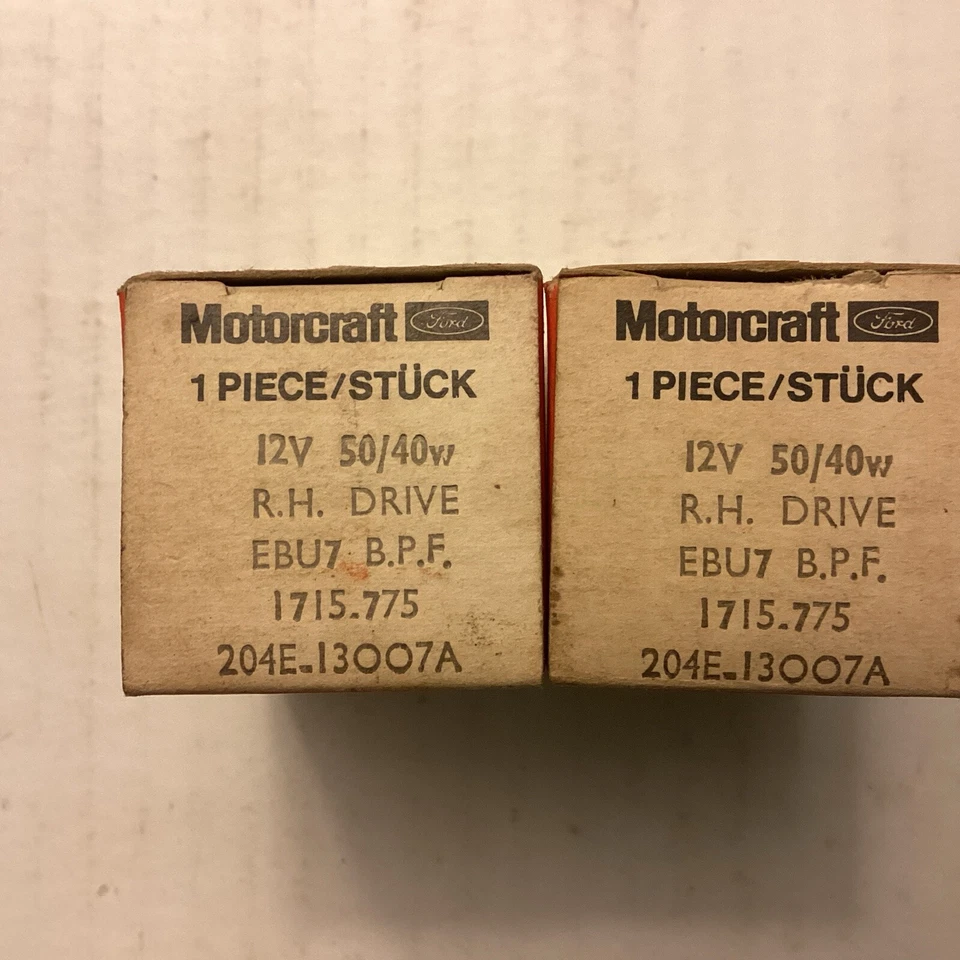 Motorcraft Ford
1 PIECE/STÜCK
12V 50/40w
R.H. DRIVE
EBU7 B.P.F.
1715.775
204E-13007A
Motorcraft Ford
1 PIECE/STÜCK
12V 50/40w
R.H. DRIVE
EBU7 B.P.F.
1715.775
204E-13007A